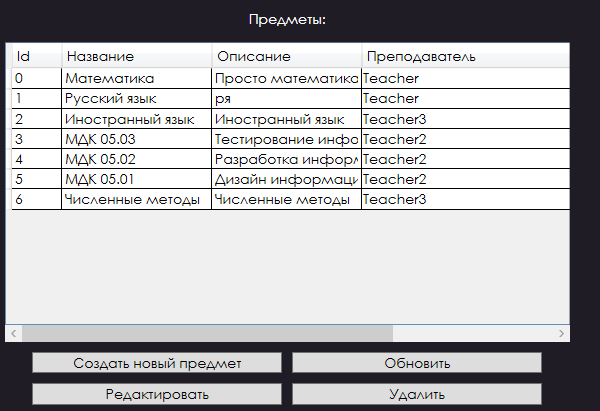 Предметы:
Id Название Описание Преподаватель
0 Математика Просто математика Teacher
1 Русский язык ря Teacher
2 Иностранный язык Иностранный язык Teacher3
3 МДК 05.03 Тестирование инфо Teacher2
4 МДК 05.02 Разработка информ Teacher2
5 МДК 05.01 Дизайн информаци Teacher2
6 Численные методы Численные методы Teacher3
Создать новый предмет Обновить
Редактировать Удалить